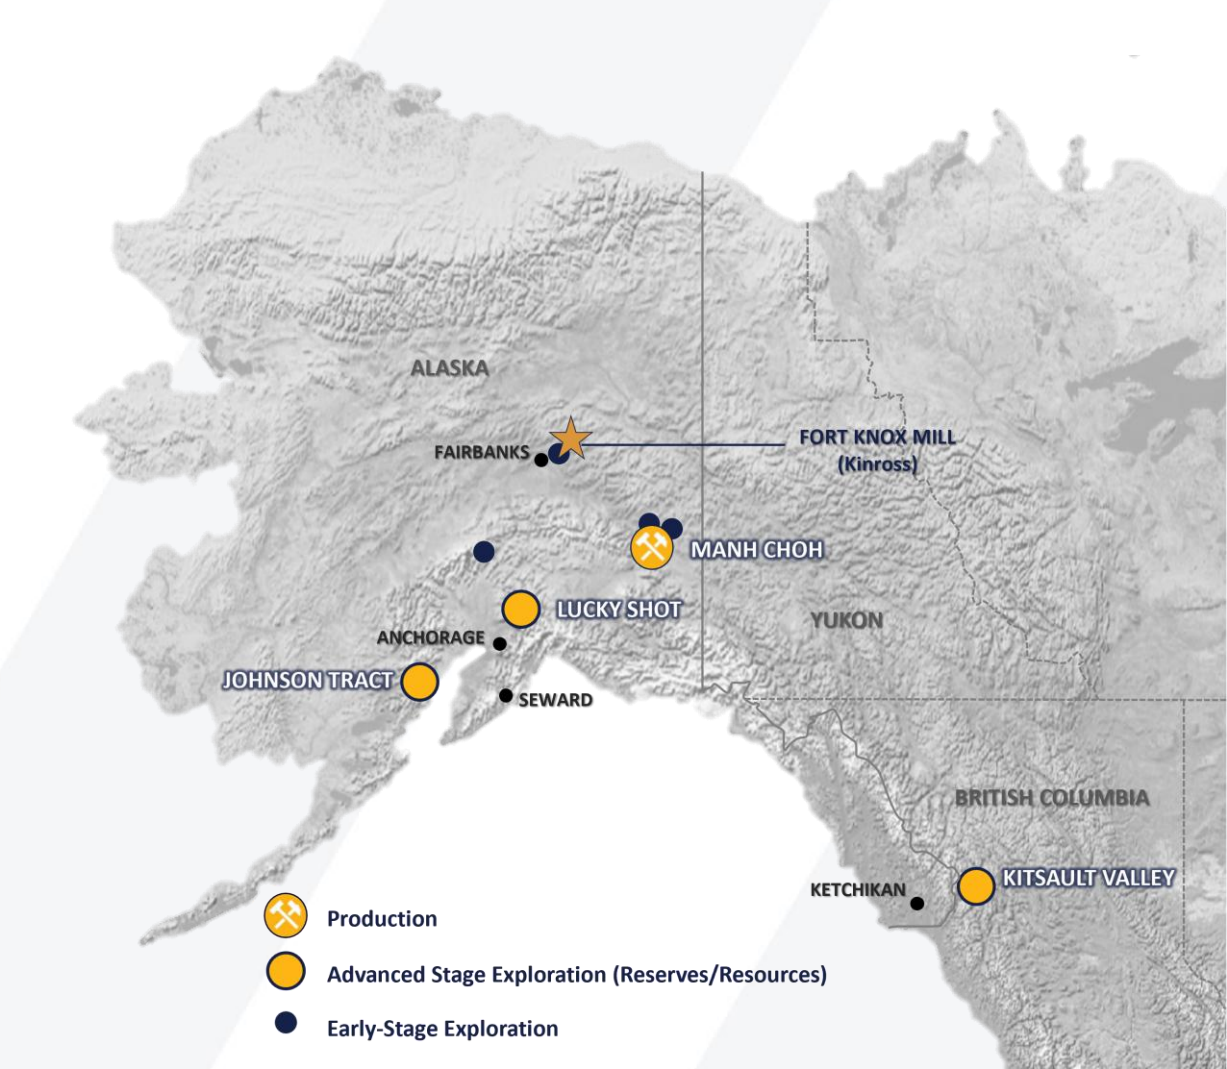 ALASKA
FAIRBANKS
FORT KNOX MILL
(Kinross)
MANH CHOH
LUCKY SHOT
YUKON
ANCHORAGE
JOHNSON TRACT
SEWARD
BRITISH COLUMBIA
KITSAULT VALLEY
KETCHIKAN
Production
Advanced Stage Exploration (Reserves/Resources)
Early-Stage Exploration